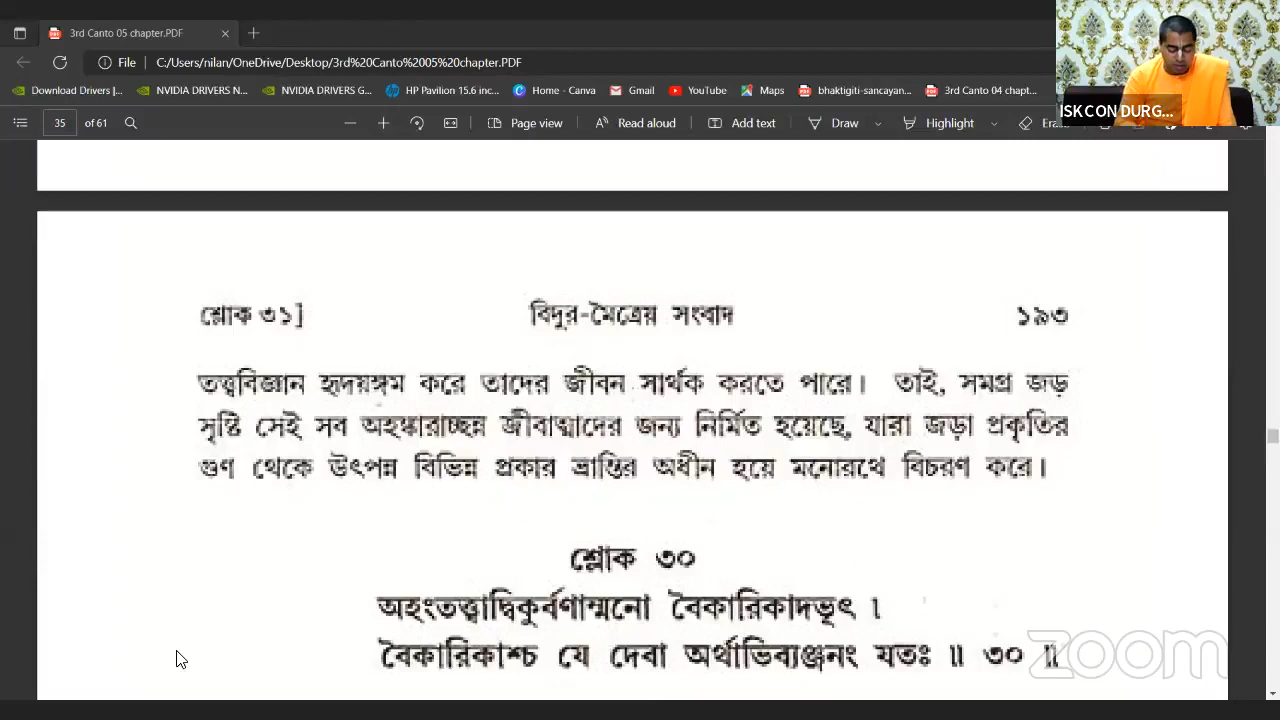 3rd Canto 05 chapter.PDF
File C:/Users/nilan/OneDrive/Desktop/3rd%20Canto%2005%20chapter.PDF
Download Drivers |... NVIDIA DRIVERS N... NVIDIA DRIVERS G... HP Pavilion 15.6 inc... Home - Canva Gmail YouTube Maps bhaktigiti-sancayan... 3rd Canto 04 chapt...
ISKCON DURG...
35 of 61 Page view Read aloud Add text Draw Highlight
শ্লোক ৩১] বিদুর-মৈত্রেয় সংবাদ ১৯৩
তত্ত্ববিজ্ঞান হৃদয়ঙ্গম করে তাদের জীবন সার্থক করতে পারে। তাই, সমগ্র জড়
সৃষ্টি সেই সব অহঙ্কারাচ্ছন্ন জীবাত্মাদের জন্য নির্মিত হয়েছে, যারা জড়া প্রকৃতির
গুণ থেকে উৎপন্ন বিভিন্ন প্রকার ভ্রান্তির অধীন হয়ে মনোরথে বিচরণ করে।
শ্লোক ৩০
অহংতত্ত্বাদ্বিকুর্বণান্মনো বৈকারিকাদভূৎ ।
বৈকারিকাশ্চ যে দেবা অর্থাভিব্যঞ্জনং যতঃ ॥ ৩০ ॥
zoom